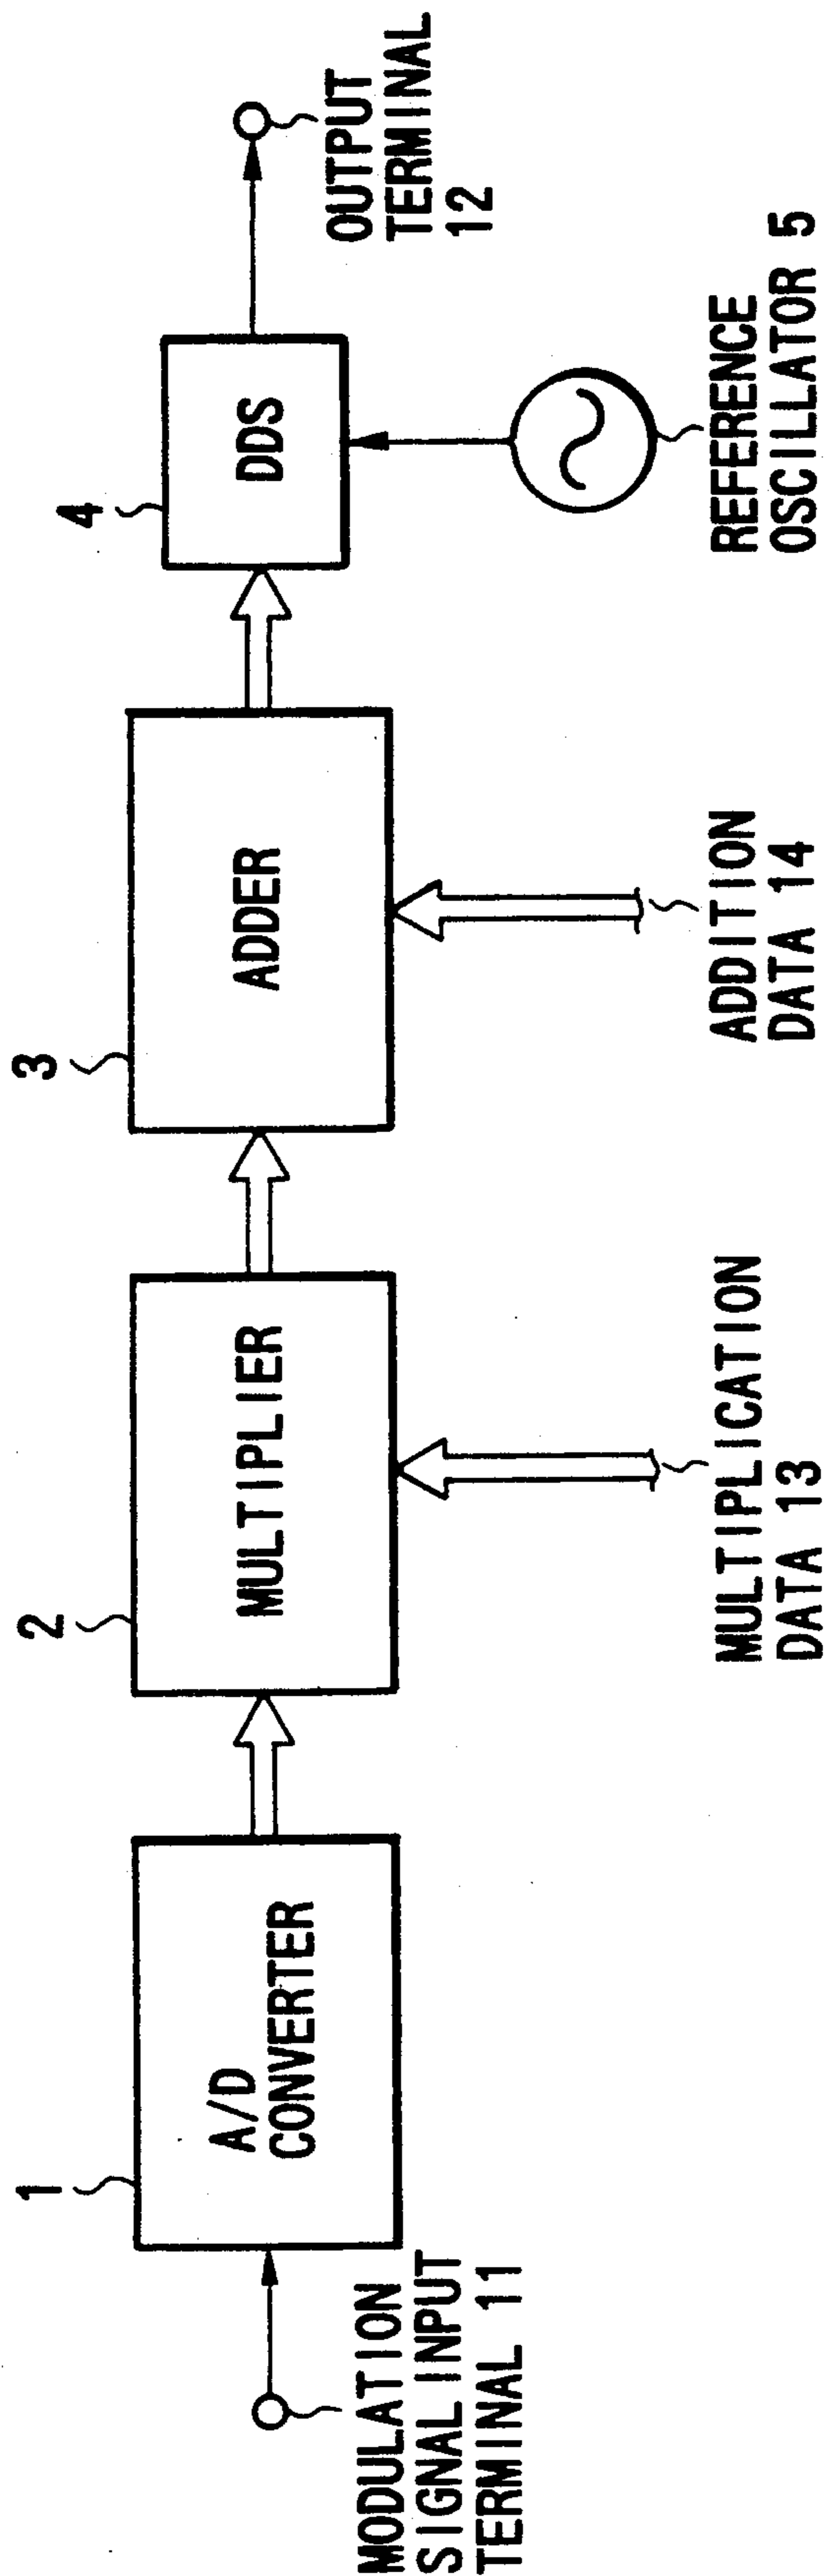 1
A/D
CONVERTER
MODULATION
SIGNAL INPUT
TERMINAL 11
2
MULTIPLIER
MULTIPLICATION
DATA 13
3
ADDER
ADDITION
DATA 14
4
DDS
REFERENCE
OSCILLATOR 5
OUTPUT
TERMINAL
12